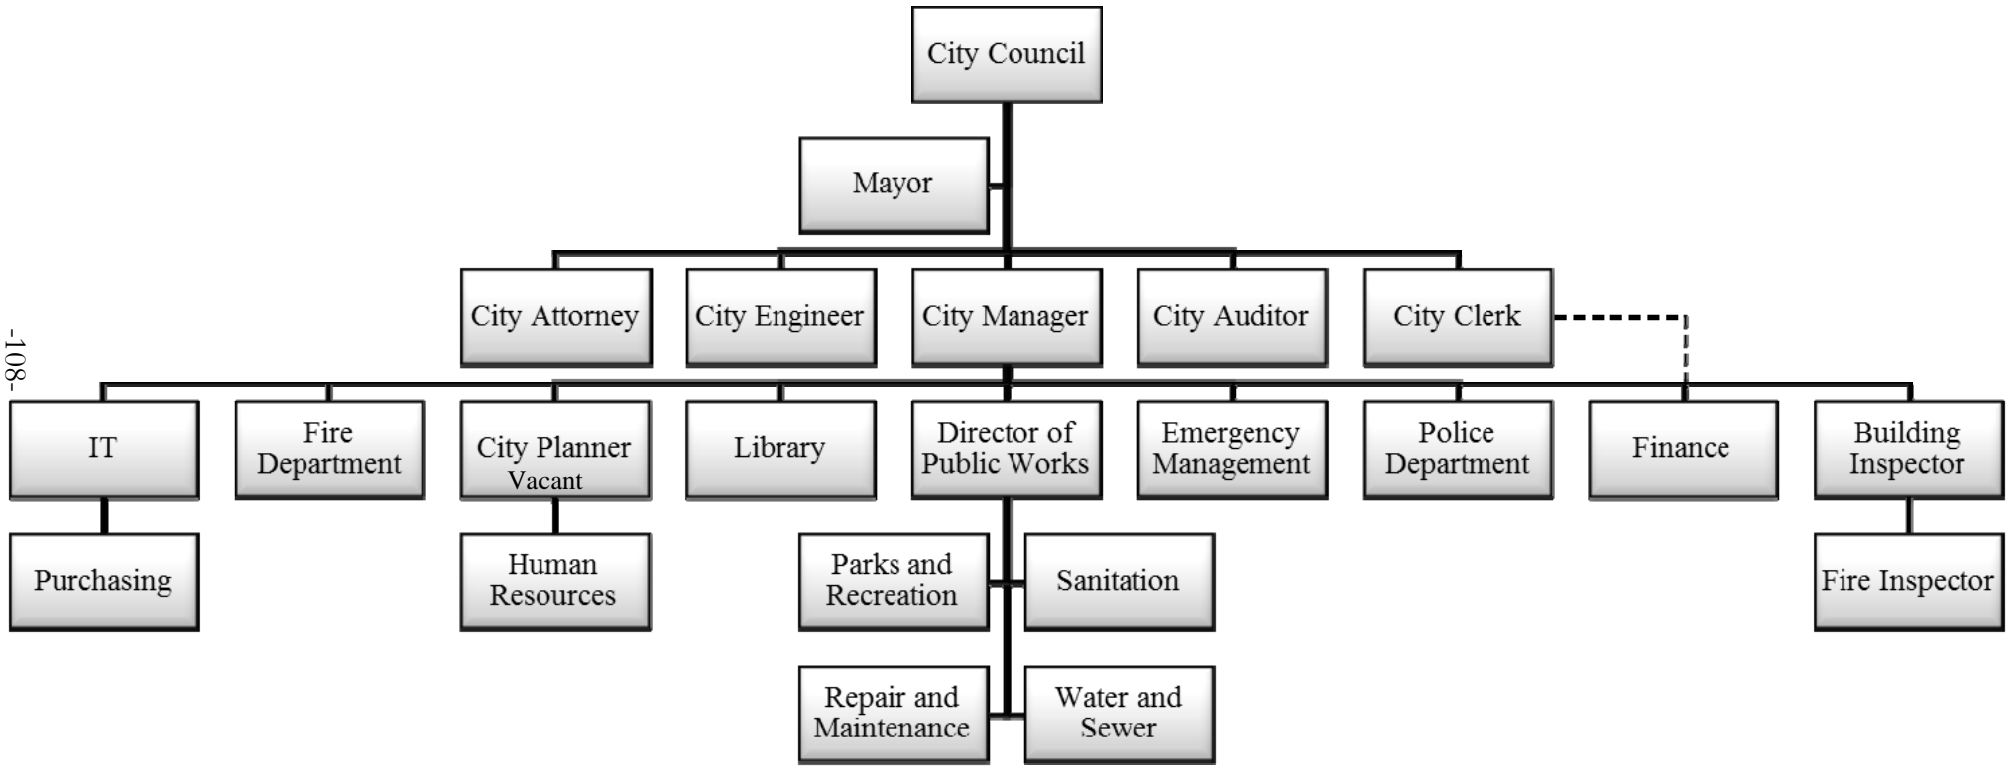 City Council
Mayor
City Attorney
City Engineer
City Manager
City Auditor
City Clerk
-108-
IT
Fire
Department
City Planner
Vacant
Library
Director of
Public Works
Emergency
Management
Police
Department
Finance
Building
Inspector
Purchasing
Human
Resources
Parks and
Recreation
Sanitation
Fire Inspector
Repair and
Maintenance
Water and
Sewer